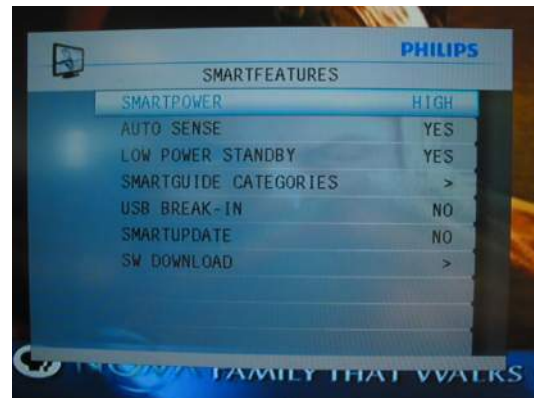 PHILIPS
SMARTFEATURES
SMARTPOWER HIGH
AUTO SENSE YES
LOW POWER STANDBY YES
SMARTGUIDE CATEGORIES >
USB BREAK-IN NO
SMARTUPDATE NO
SW DOWNLOAD >
NOVA FAMILY THAT WALKS